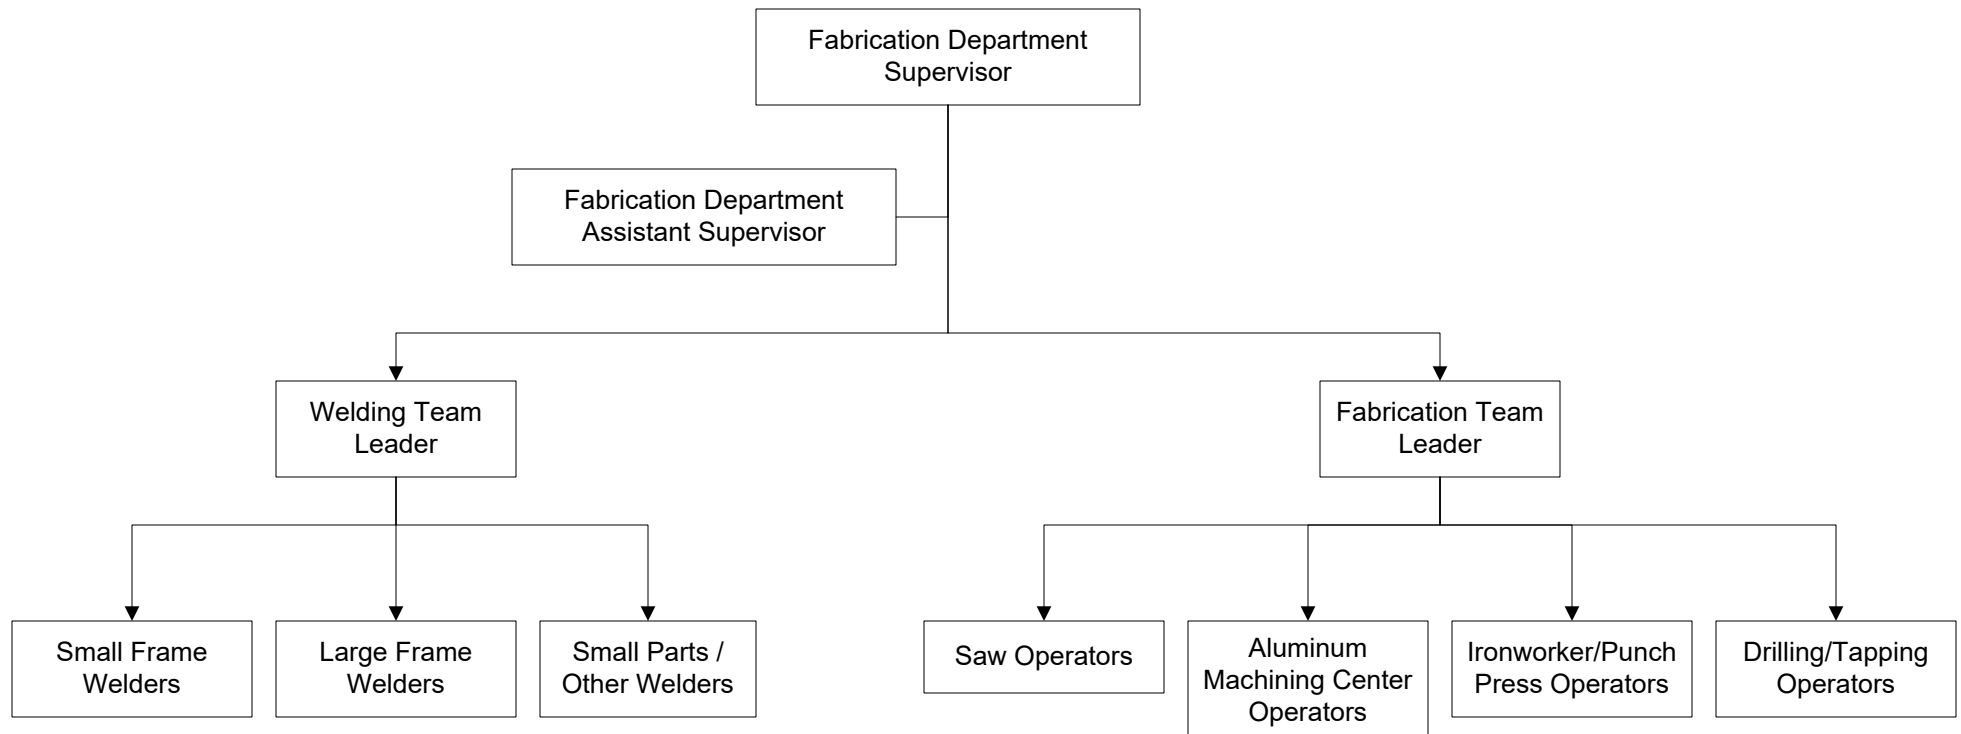 Fabrication Department
Supervisor
Fabrication Department
Assistant Supervisor
Welding Team
Leader
Fabrication Team
Leader
Small Frame
Welders
Large Frame
Welders
Small Parts /
Other Welders
Saw Operators
Aluminum
Machining Center
Operators
Ironworker/Punch
Press Operators
Drilling/Tapping
Operators